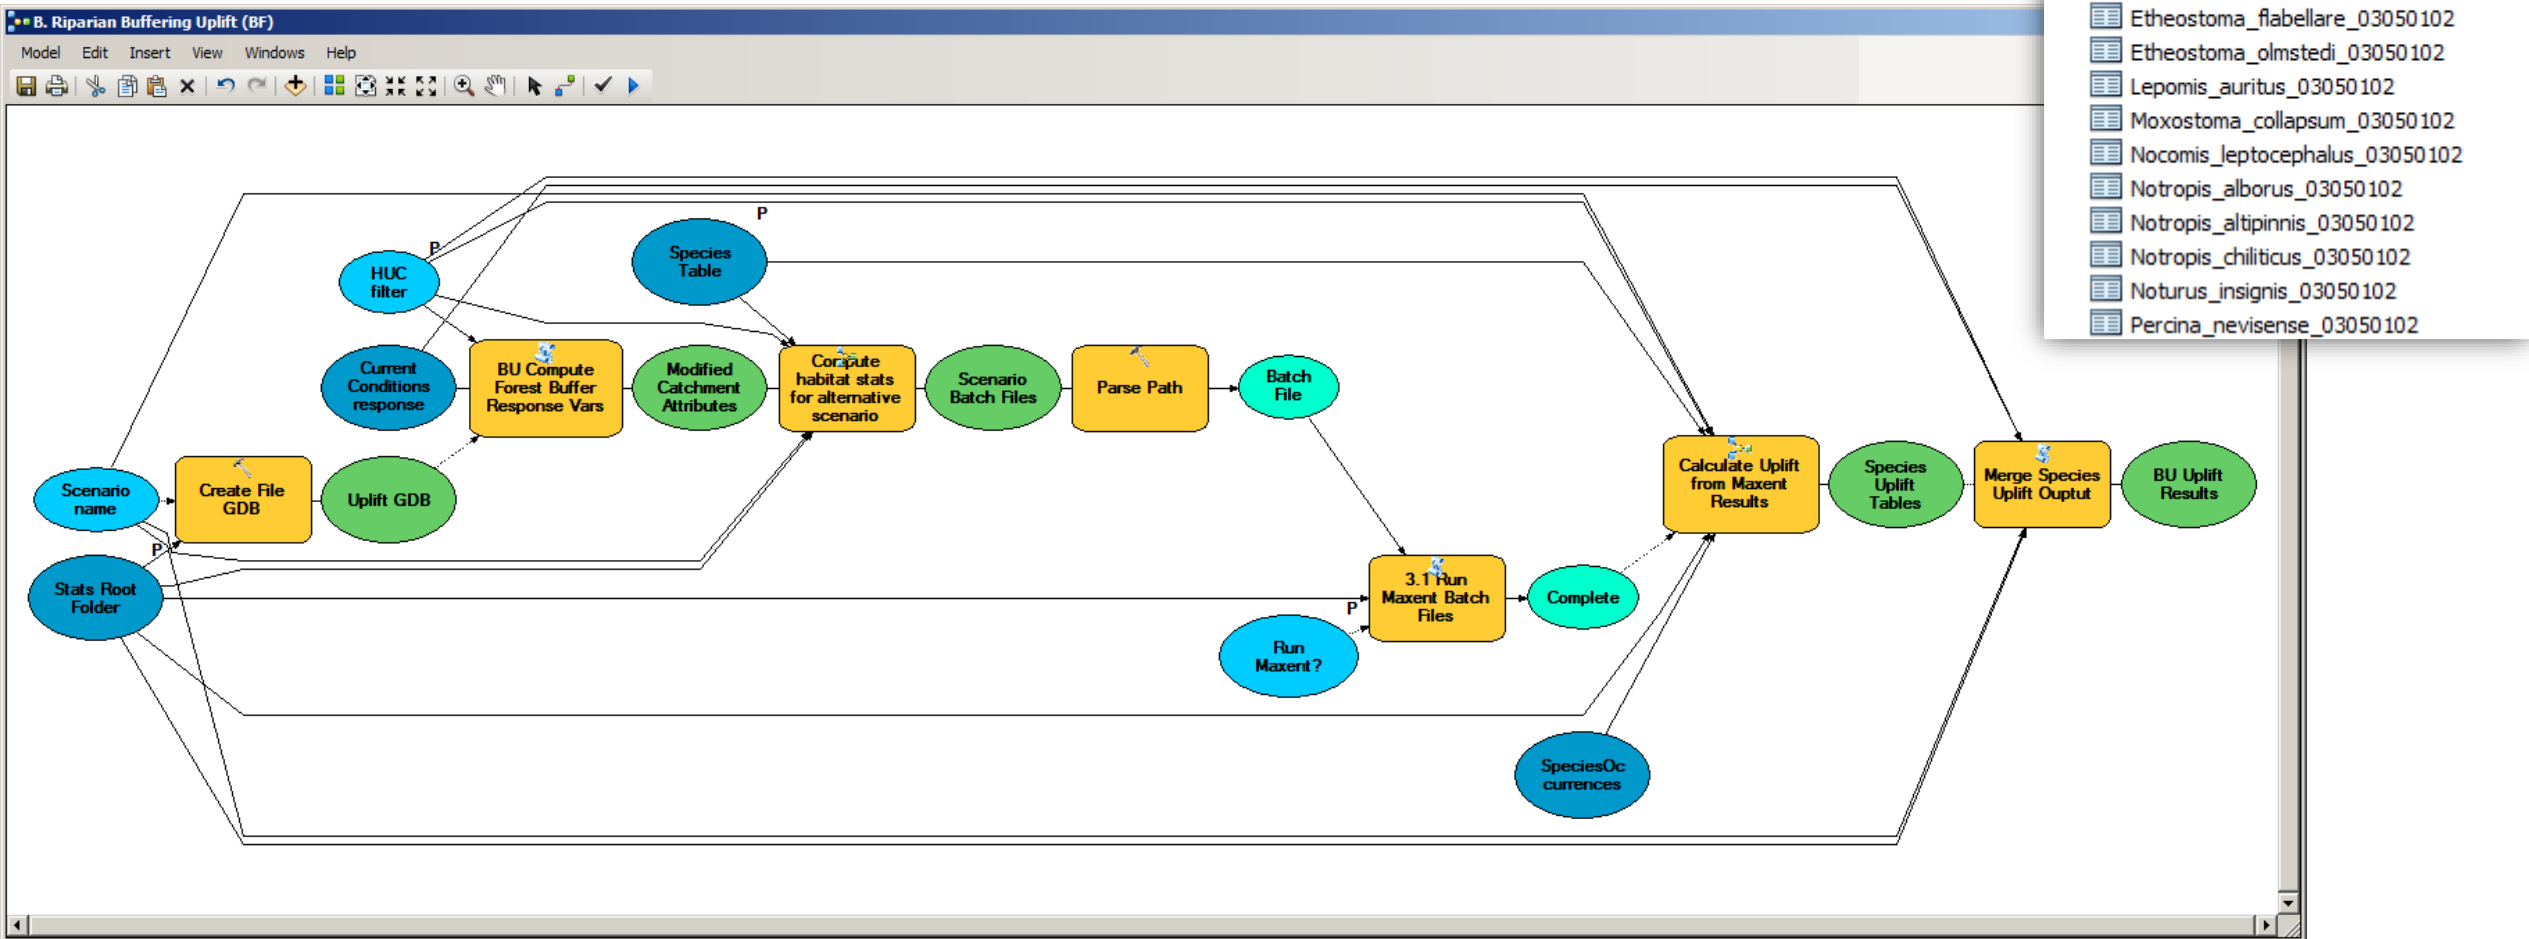 B. Riparian Buffering Uplift (BF)
Model Edit Insert View Windows Help
Etheostoma_flabellare_03050102
Etheostoma_olmstedi_03050102
Lepomis_auritus_03050102
Moxostoma_collapsum_03050102
Nocomis_leptocephalus_03050102
Notropis_alborus_03050102
Notropis_altipinnis_03050102
Notropis_chiliticus_03050102
Noturus_insignis_03050102
Percina_nevisense_03050102
P
HUC
filter
P
Species
Table
Current
Conditions
response
BU Compute
Forest Buffer
Response Vars
Modified
Catchment
Attributes
Compute
habitat stats
for alternative
scenario
Scenario
Batch Files
Parse Path
Batch
File
Scenario
name
Create File
GDB
Uplift GDB
P
Stats Root
Folder
Calculate Uplift
from Maxent
Results
Species
Uplift
Tables
Merge Species
Uplift Ouptut
BU Uplift
Results
3.1 Run
Maxent Batch
Files
Complete
P
Run
Maxent?
SpeciesOc
currences